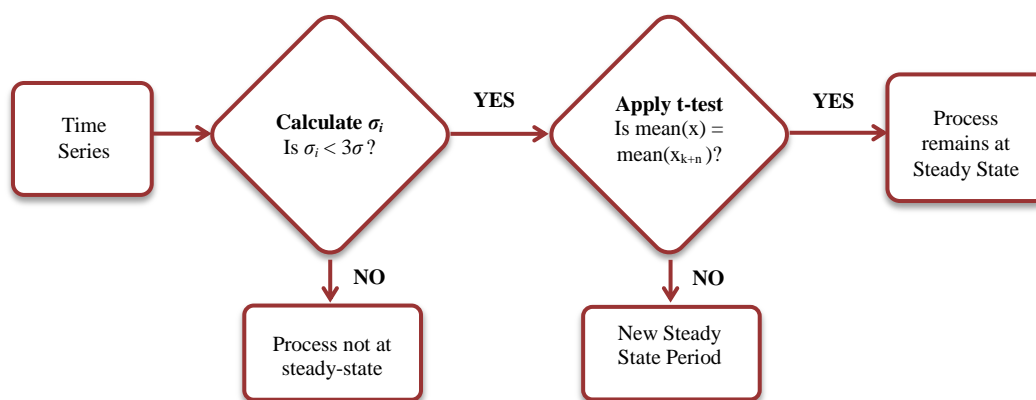 Time
Series
Calculate σᵢ
Is σᵢ < 3σ ?
YES
Apply t-test
Is mean(x) =
mean(xₖ₊ₙ)?
YES
Process
remains at
Steady State
NO
Process not at
steady-state
NO
New Steady
State Period